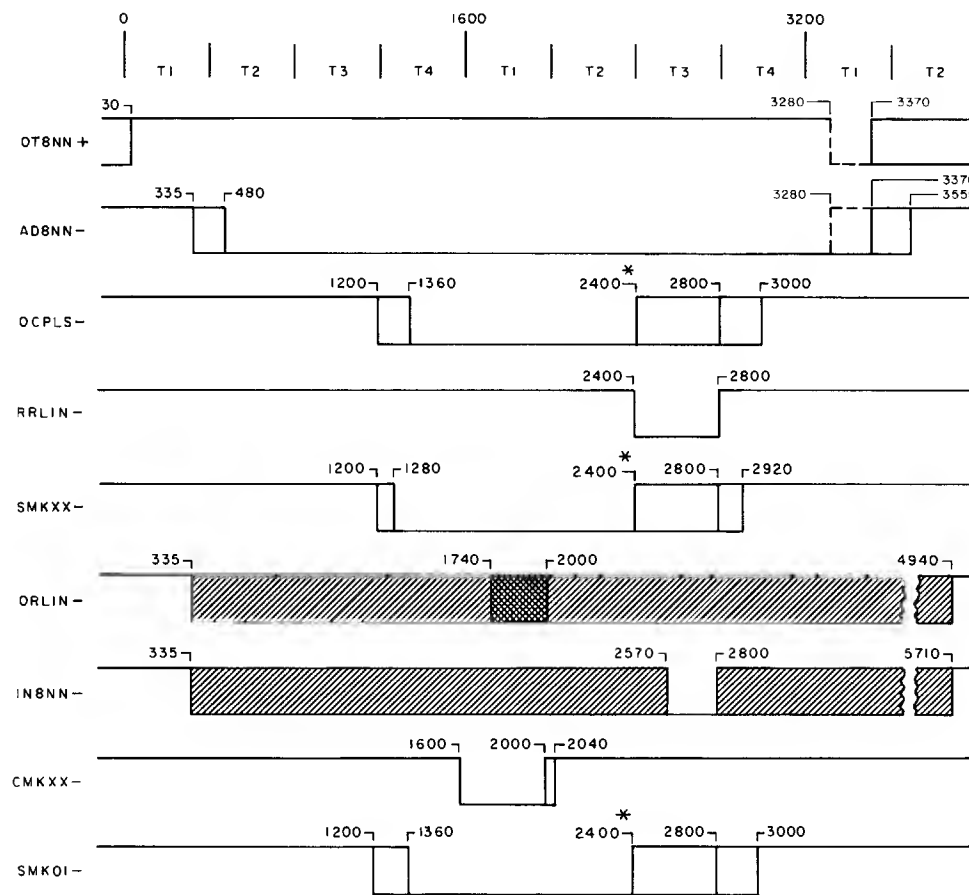 0 1600 3200
T1 T2 T3 T4 T1 T2 T3 T4 T1 T2
30 3280 3370
OT8NN+
335 480 3280 3370
AD8NN-
*
1200 1360 2400 2800 3000
OCPLS-
2400 2800
RRLIN-
*
1200 1280 2400 2800 2920
SMKXX-
335 1740 2000 4940
DRLIN-
335 2570 2800 5710
IN8NN-
1600 2000 2040
CMKXX-
*
1200 1360 2400 2800 3000
SMK01-